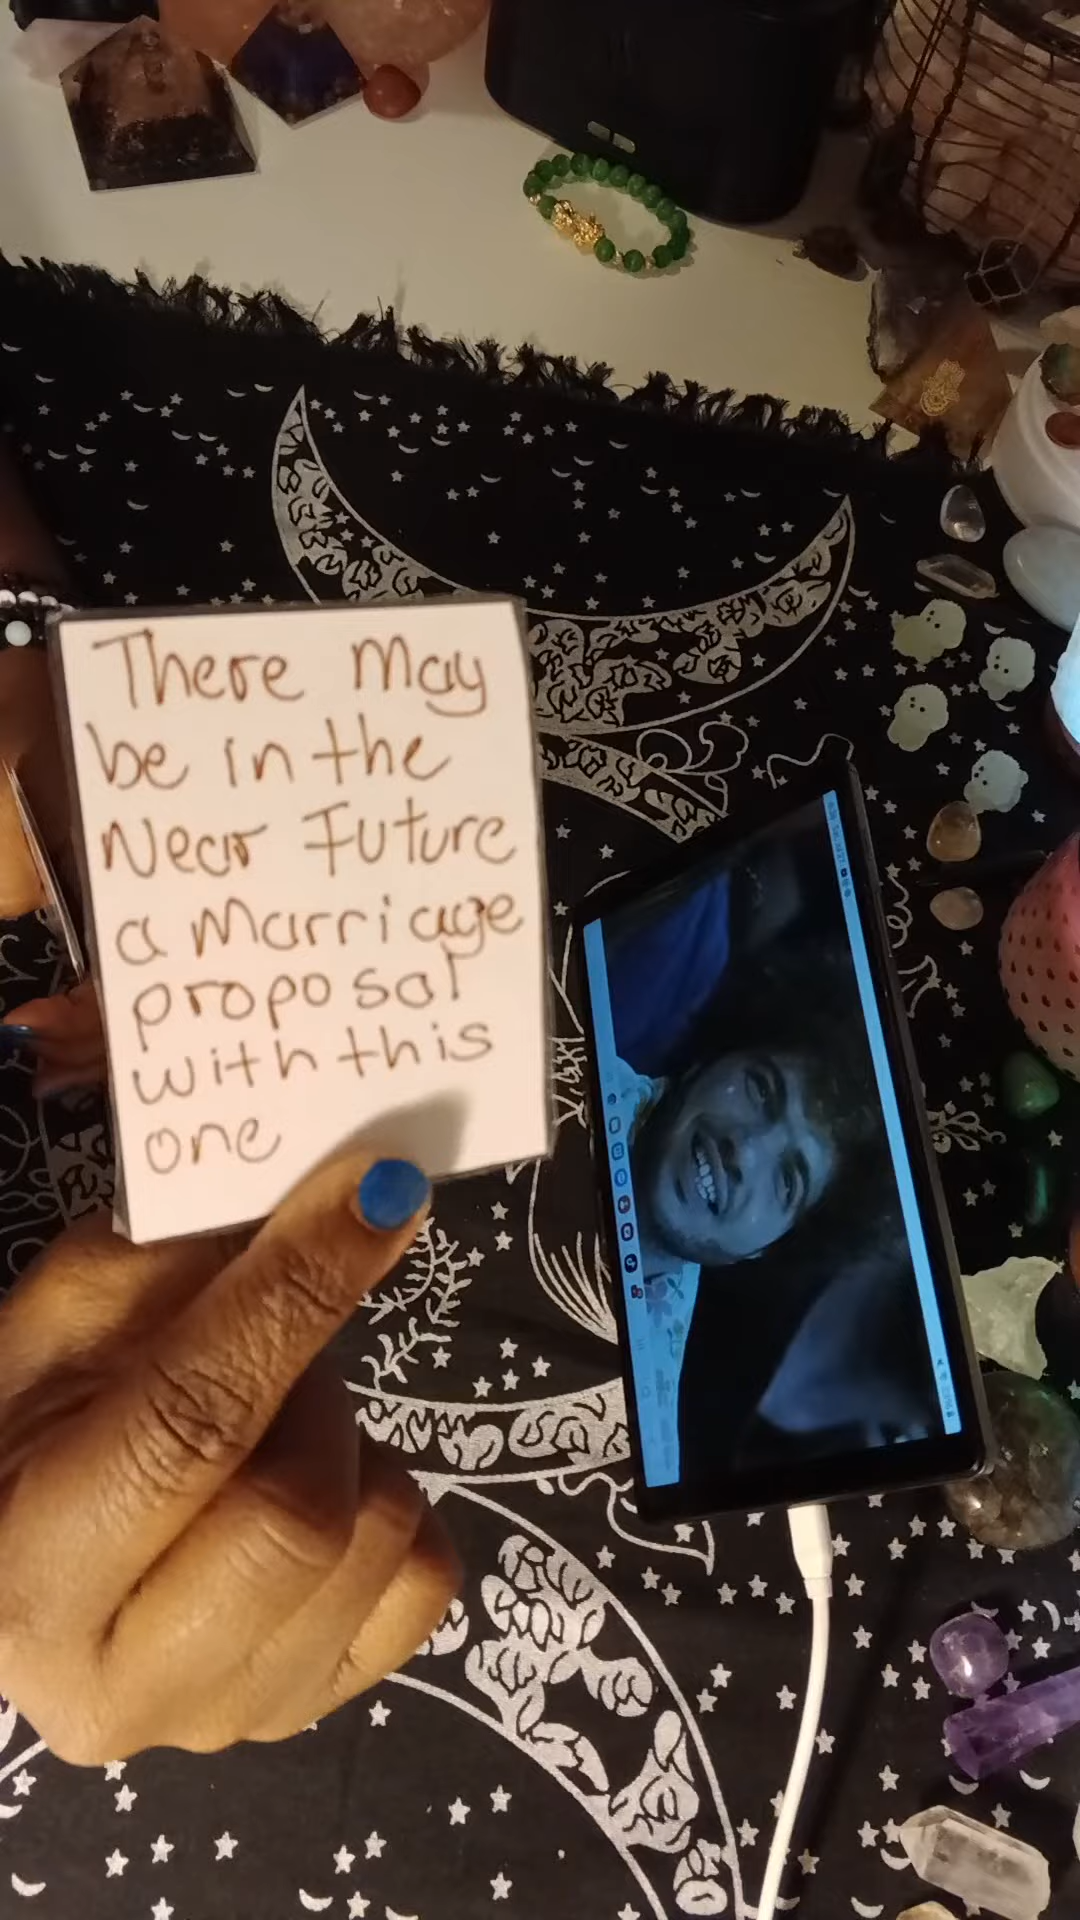 There may
be in the
Near Future
a marriage
proposal
with this
one